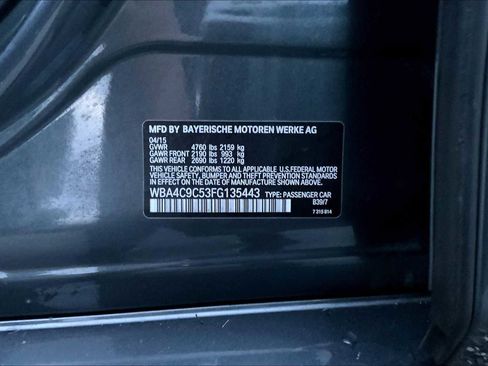 MFD BY BAYERISCHE MOTOREN WERKE AG
04/15
GVWR 4760 lbs 2159 kg
GAWR FRONT 2190 lbs 993 kg
GAWR REAR 2690 lbs 1220 kg
THIS VEHICLE CONFORMS TO ALL APPLICABLE U.S.FEDERAL MOTOR
VEHICLE SAFETY, BUMPER, AND THEFT PREVENTION STANDARDS
IN EFFECT ON THE DATE OF MANUFACTURE SHOWN ABOVE.
WBA4C9C53FG135443 TYPE: PASSENGER CAR
839/7
7 315 814